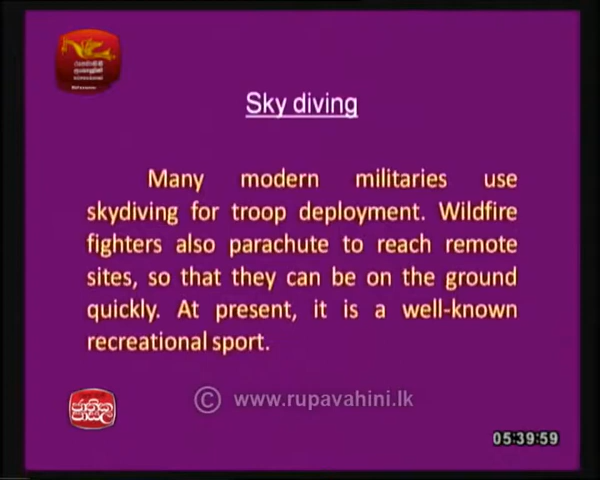 Sky diving
Many modern militaries use
skydiving for troop deployment. Wildfire
fighters also parachute to reach remote
sites, so that they can be on the ground
quickly. At present, it is a well-known
recreational sport.
© www.rupavahini.lk
05:39:59